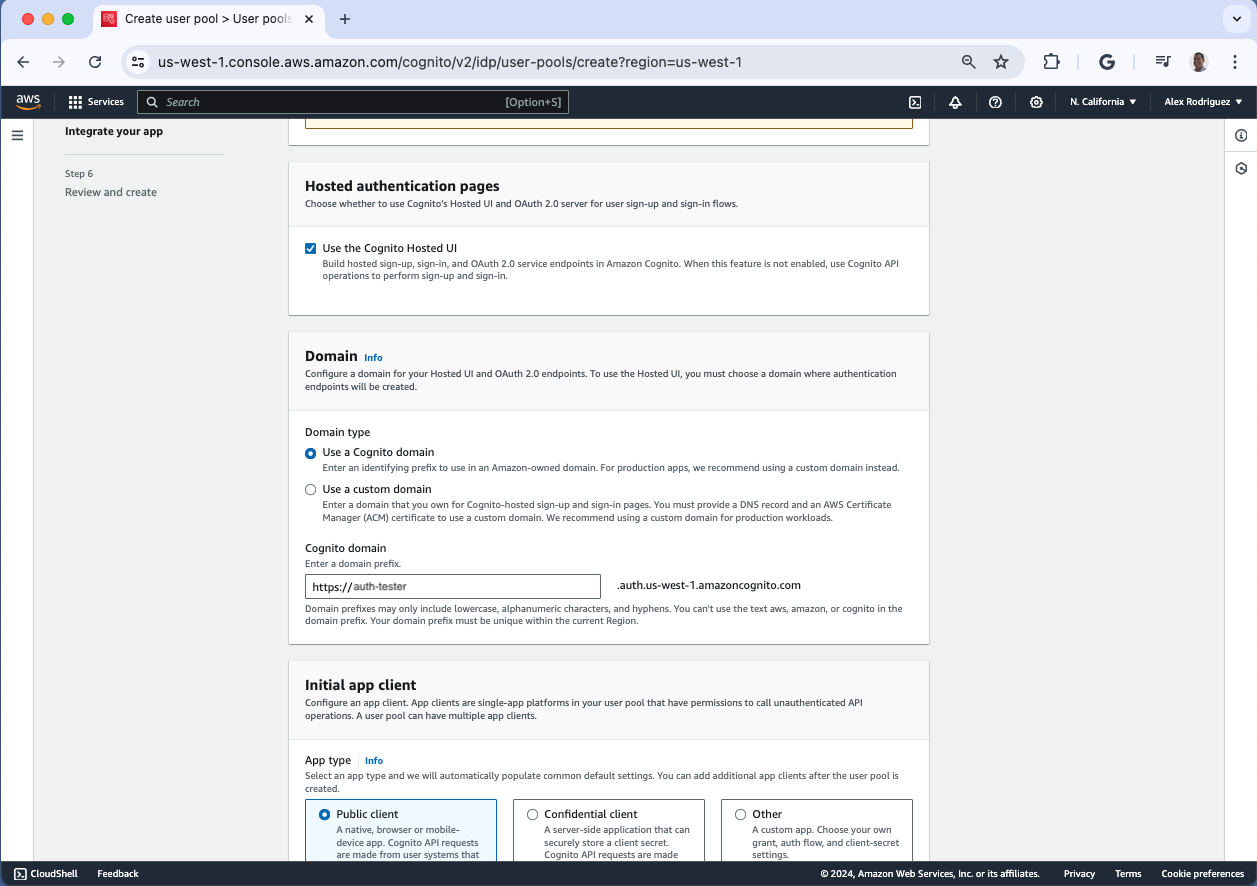 Create user pool > User pools
us-west-1.console.aws.amazon.com/cognito/v2/idp/user-pools/create?region=us-west-1
aws
Services
Search
[Option+S]
N. California
Alex Rodriguez
Integrate your app
Step 6
Review and create
Hosted authentication pages
Choose whether to use Cognito's Hosted UI and OAuth 2.0 server for user sign-up and sign-in flows.
Use the Cognito Hosted UI
Build hosted sign-up, sign-in, and OAuth 2.0 service endpoints in Amazon Cognito. When this feature is not enabled, use Cognito API
operations to perform sign-up and sign-in.
Domain Info
Configure a domain for your Hosted UI and OAuth 2.0 endpoints. To use the Hosted UI, you must choose a domain where authentication
endpoints will be created.
Domain type
Use a Cognito domain
Enter an identifying prefix to use in an Amazon-owned domain. For production apps, we recommend using a custom domain instead.
Use a custom domain
Enter a domain that you own for Cognito-hosted sign-up and sign-in pages. You must provide a DNS record and an AWS Certificate
Manager (ACM) certificate to use a custom domain. We recommend using a custom domain for production workloads.
Cognito domain
Enter a domain prefix.
https://auth-tester
.auth.us-west-1.amazoncognito.com
Domain prefixes may only include lowercase, alphanumeric characters, and hyphens. You can't use the text aws, amazon, or cognito in the
domain prefix. Your domain prefix must be unique within the current Region.
Initial app client
Configure an app client. App clients are single-app platforms in your user pool that have permissions to call unauthenticated API
operations. A user pool can have multiple app clients.
App type Info
Select an app type and we will automatically populate common default settings. You can add additional app clients after the user pool is
created.
Public client
A native, browser or mobile-
device app. Cognito API requests
are made from user systems that
Confidential client
A server-side application that can
securely store a client secret.
Cognito API requests are made
Other
A custom app. Choose your own
grant, auth flow, and client-secret
settings.
CloudShell
Feedback
© 2024, Amazon Web Services, Inc. or its affiliates.
Privacy
Terms
Cookie preferences